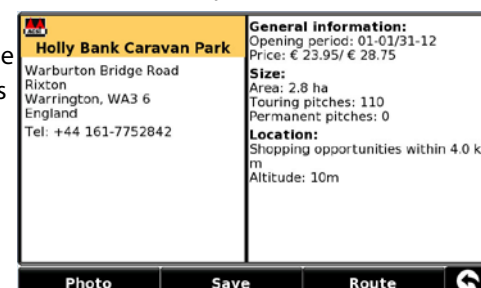 e
s
ACSI
Holly Bank Caravan Park
Warburton Bridge Road
Rixton
Warrington, WA3 6
England
Tel: +44 161-7752842
General information:
Opening period: 01-01/31-12
Price: € 23.95/ € 28.75
Size:
Area: 2.8 ha
Touring pitches: 110
Permanent pitches: 0
Location:
Shopping opportunities within 4.0 k
m
Altitude: 10m
Photo Save Route